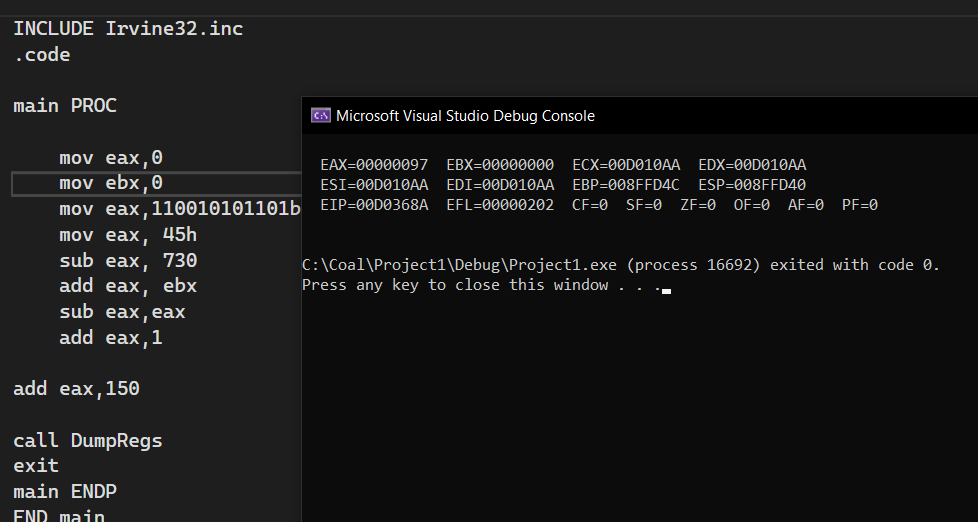 INCLUDE Irvine32.inc
.code
main PROC
mov eax,0
mov ebx,0
mov eax,110010101101b
mov eax, 45h
sub eax, 730
add eax, ebx
sub eax,eax
add eax,1
add eax,150
call DumpRegs
exit
main ENDP
END main
C:\ Microsoft Visual Studio Debug Console
EAX=00000097 EBX=00000000 ECX=00D010AA EDX=00D010AA
ESI=00D010AA EDI=00D010AA EBP=008FFD4C ESP=008FFD40
EIP=00D0368A EFL=00000202 CF=0 SF=0 ZF=0 OF=0 AF=0 PF=0
C:\Coal\Project1\Debug\Project1.exe (process 16692) exited with code 0.
Press any key to close this window . . .